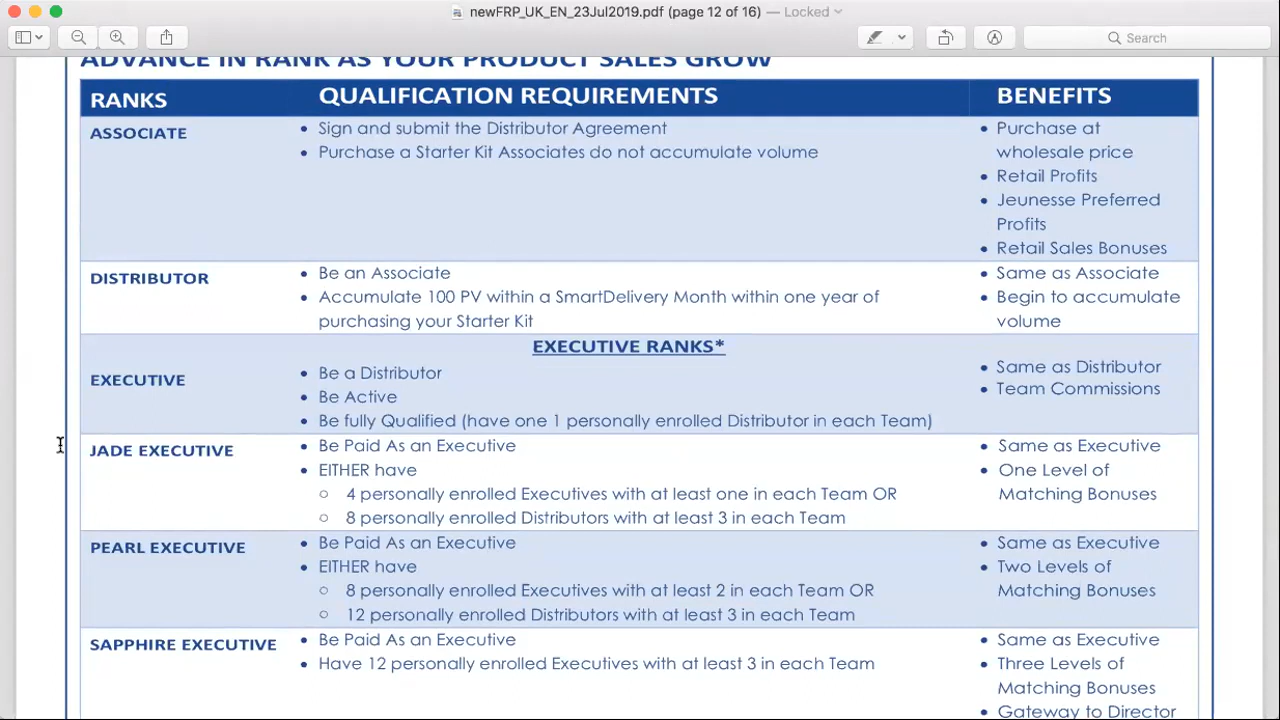 newFRP_UK_EN_23Jul2019.pdf (page 12 of 16) — Locked
Search
ADVANCE IN RANK AS YOUR PRODUCT SALES GROW
RANKS QUALIFICATION REQUIREMENTS BENEFITS
ASSOCIATE
• Sign and submit the Distributor Agreement
• Purchase a Starter Kit Associates do not accumulate volume
• Purchase at
wholesale price
• Retail Profits
• Jeunesse Preferred
Profits
• Retail Sales Bonuses
DISTRIBUTOR
• Be an Associate
• Accumulate 100 PV within a SmartDelivery Month within one year of
purchasing your Starter Kit
• Same as Associate
• Begin to accumulate
volume
EXECUTIVE RANKS*
EXECUTIVE
• Be a Distributor
• Be Active
• Be fully Qualified (have one 1 personally enrolled Distributor in each Team)
• Same as Distributor
• Team Commissions
JADE EXECUTIVE
• Be Paid As an Executive
• EITHER have
○ 4 personally enrolled Executives with at least one in each Team OR
○ 8 personally enrolled Distributors with at least 3 in each Team
• Same as Executive
• One Level of
Matching Bonuses
PEARL EXECUTIVE
• Be Paid As an Executive
• EITHER have
○ 8 personally enrolled Executives with at least 2 in each Team OR
○ 12 personally enrolled Distributors with at least 3 in each Team
• Same as Executive
• Two Levels of
Matching Bonuses
SAPPHIRE EXECUTIVE
• Be Paid As an Executive
• Have 12 personally enrolled Executives with at least 3 in each Team
• Same as Executive
• Three Levels of
Matching Bonuses
• Gateway to Director